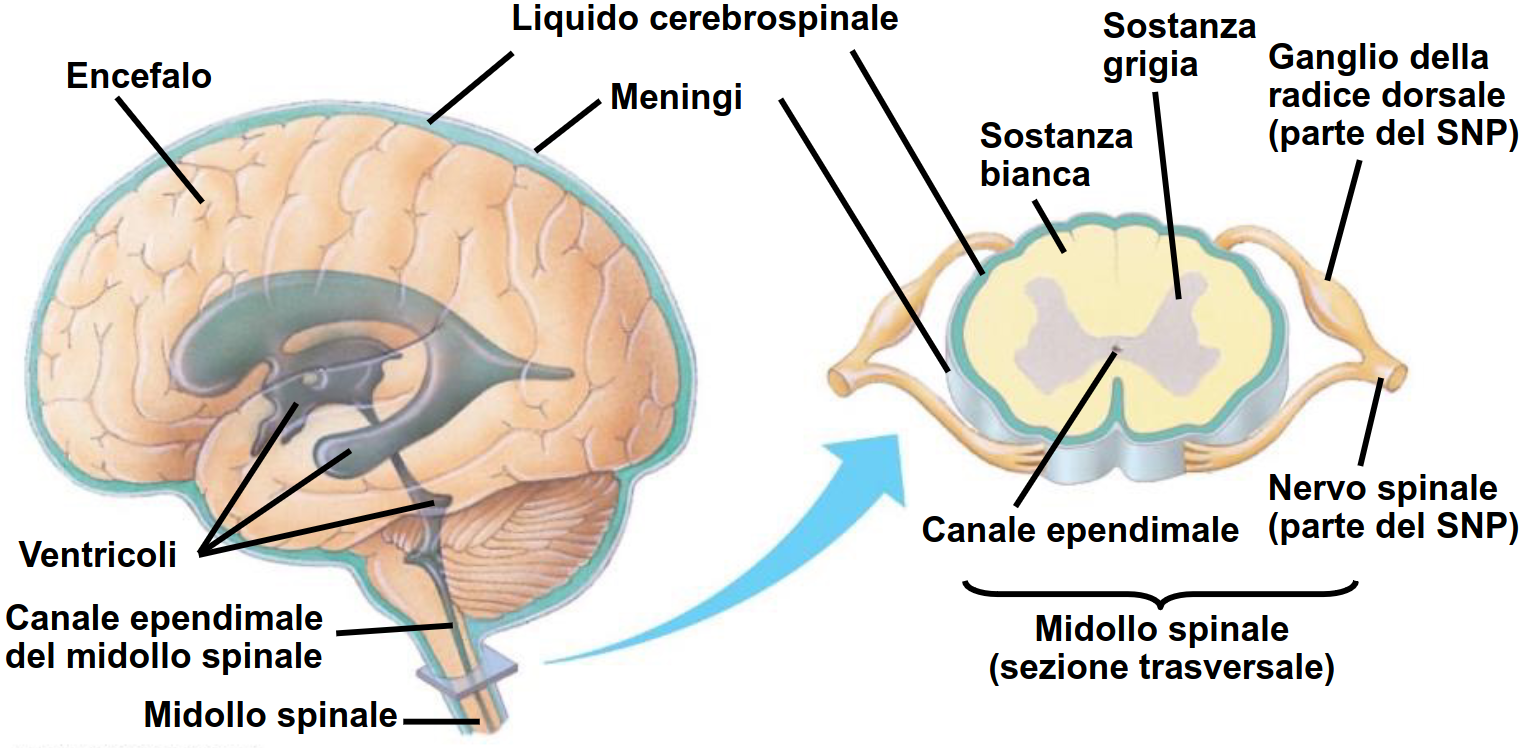 Liquido cerebrospinale
Encefalo
Meningi
Sostanza
grigia
Ganglio della
radice dorsale
(parte del SNP)
Sostanza
bianca
Ventricoli
Canale ependimale
del midollo spinale
Midollo spinale
Canale ependimale
Nervo spinale
(parte del SNP)
Midollo spinale
(sezione trasversale)